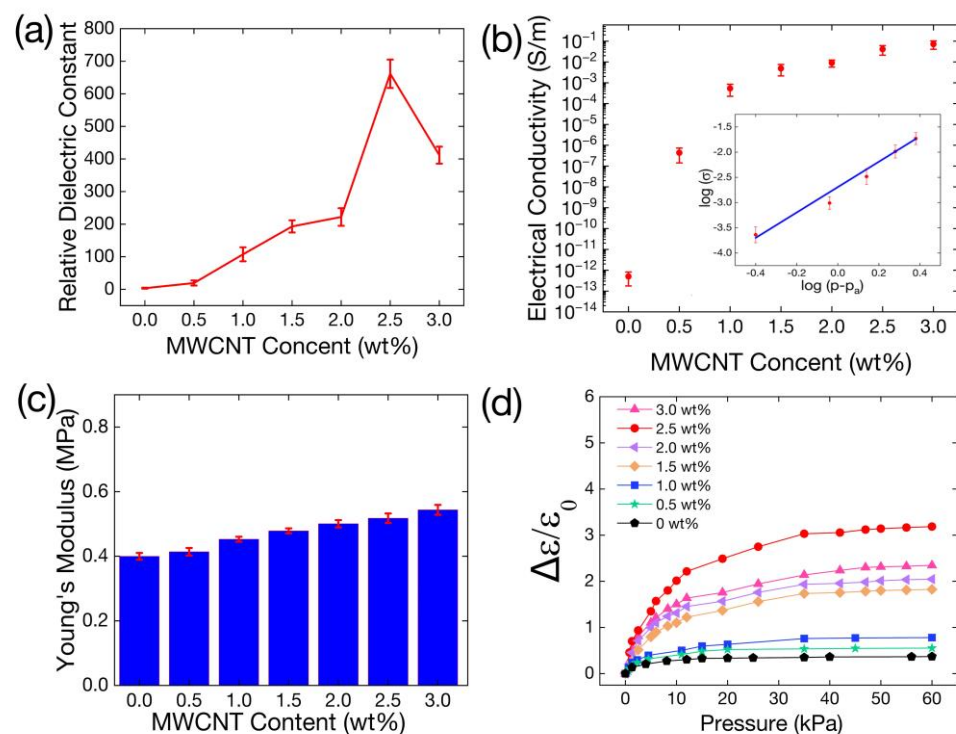 (a)
Relative Dielectric Constant
800
700
600
500
400
300
200
100
0
0.0 0.5 1.0 1.5 2.0 2.5 3.0
MWCNT Concent (wt%)
(b)
Electrical Conductivity (S/m)
10⁻¹
10⁻²
10⁻³
10⁻⁴
10⁻⁵
10⁻⁶
10⁻⁷
10⁻⁸
10⁻⁹
10⁻¹⁰
10⁻¹¹
10⁻¹²
10⁻¹³
10⁻¹⁴
0.0 0.5 1.0 1.5 2.0 2.5 3.0
MWCNT Concent (wt%)
log (σ)
-1.5
-2.0
-2.5
-3.0
-4.0
-0.4 0.0 0.2 0.4
log (p-pₐ)
(c)
Young's Modulus (MPa)
0.8
0.6
0.4
0.2
0.0
0.0 0.5 1.0 1.5 2.0 2.5 3.0
MWCNT Content (wt%)
(d)
Δε/ε₀
6
5
4
3
2
1
0
3.0 wt%
2.5 wt%
2.0 wt%
1.5 wt%
1.0 wt%
0.5 wt%
0 wt%
0 10 20 30 40 50 60
Pressure (kPa)